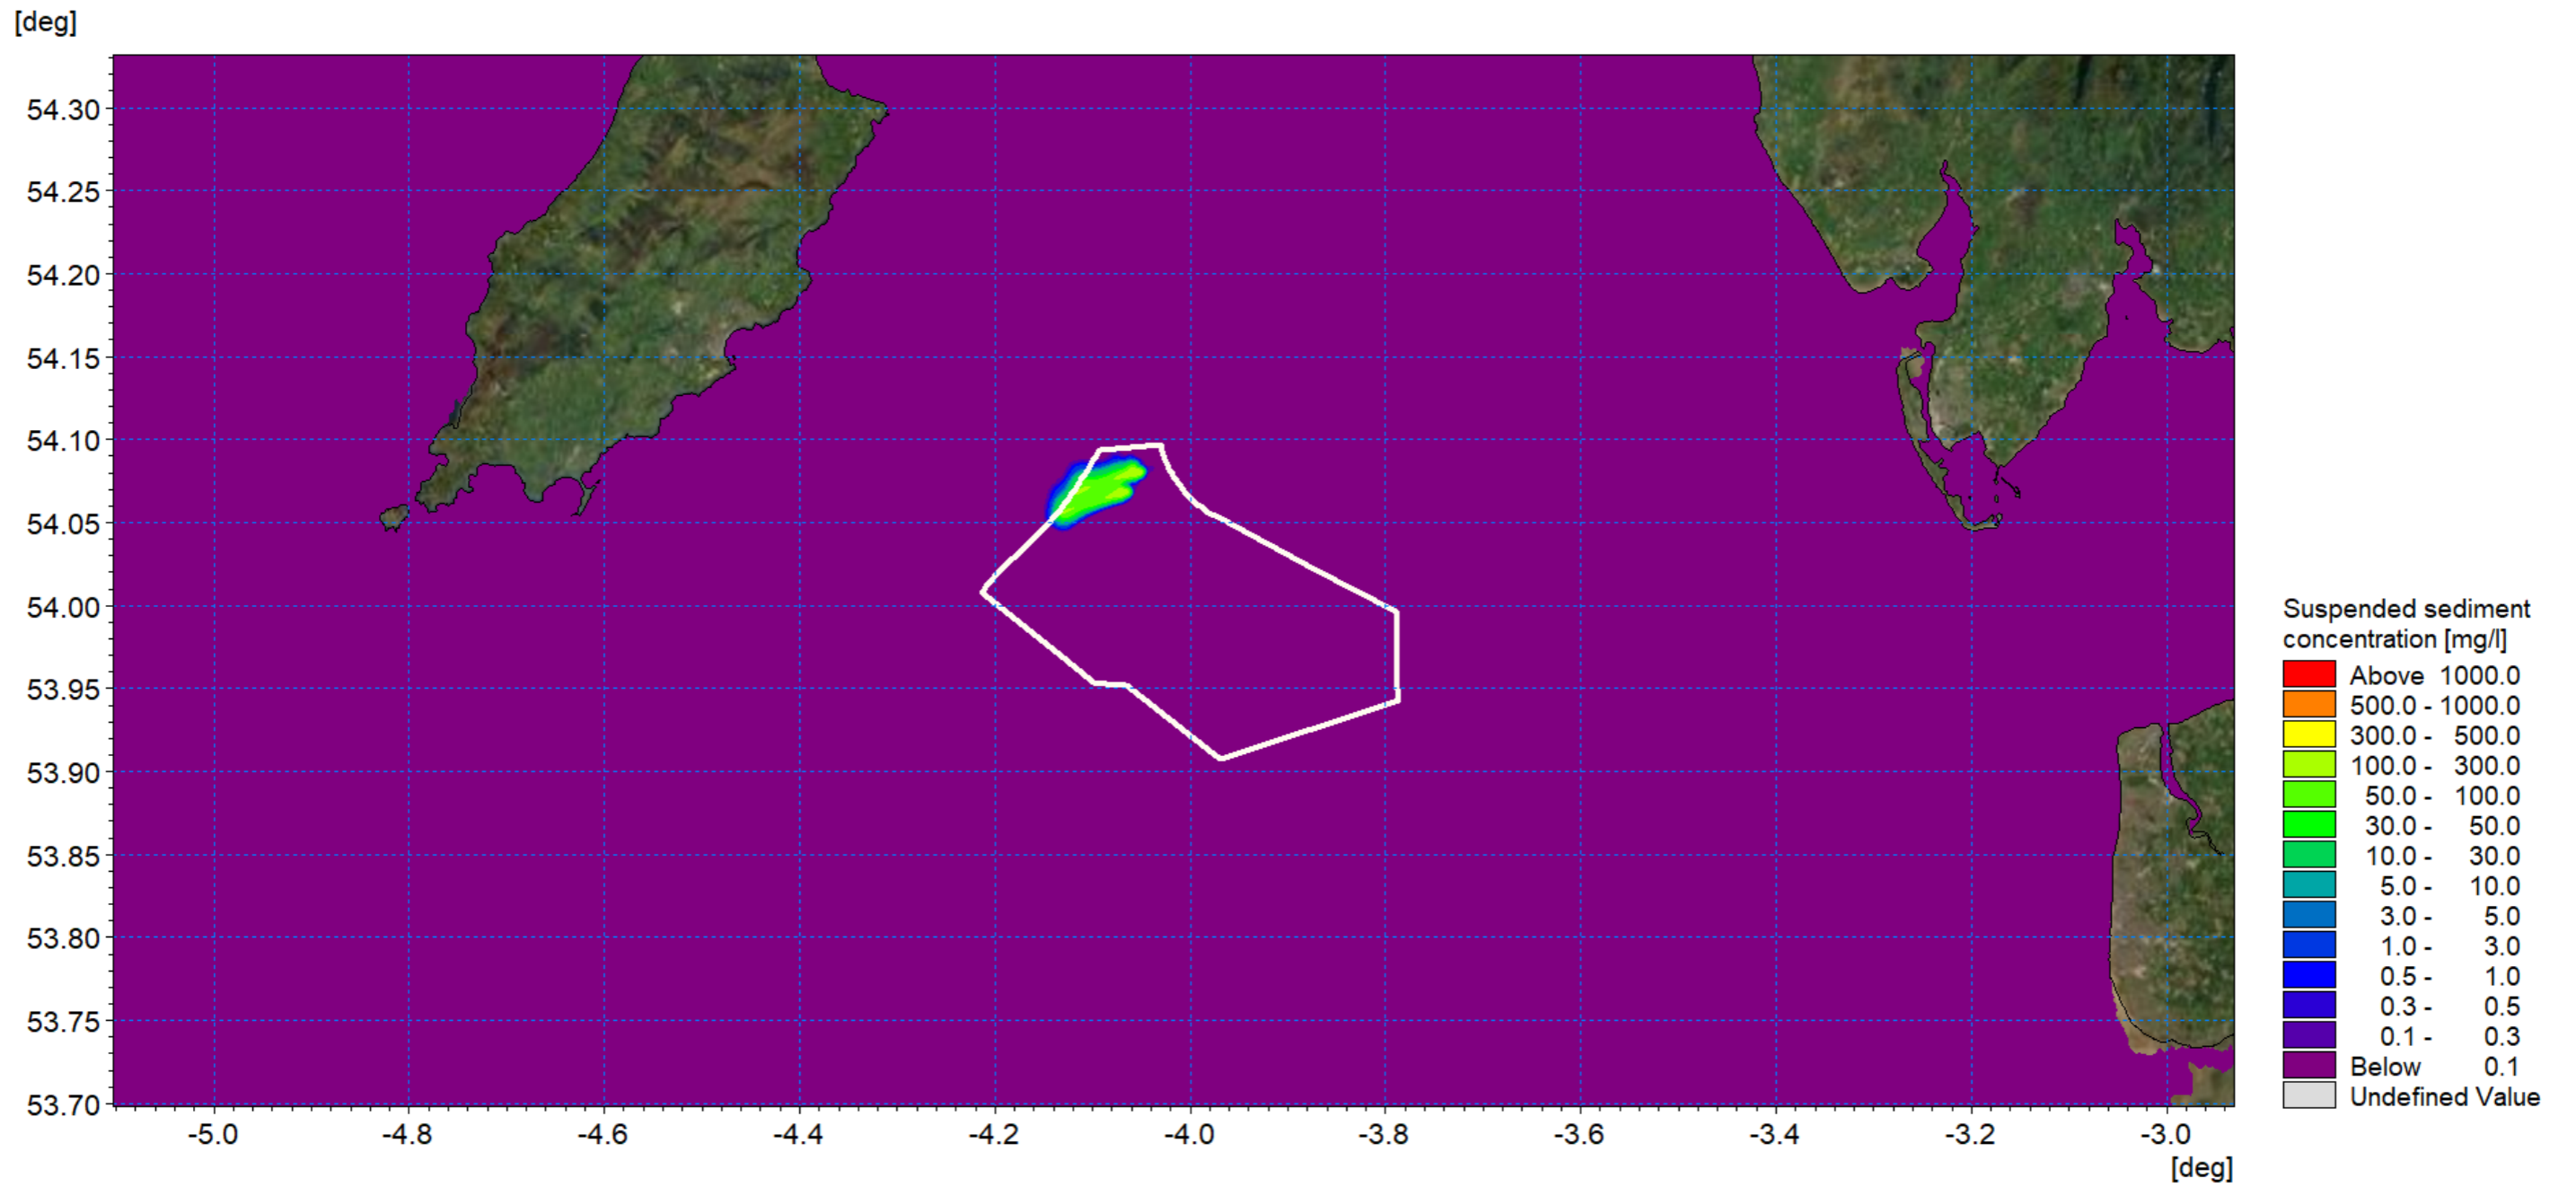 [deg]
54.30
54.25
54.20
54.15
54.10
54.05
54.00
53.95
53.90
53.85
53.80
53.75
53.70
-5.0 -4.8 -4.6 -4.4 -4.2 -4.0 -3.8 -3.6 -3.4 -3.2 -3.0
[deg]
Suspended sediment
concentration [mg/l]
Above 1000.0
500.0 - 1000.0
300.0 - 500.0
100.0 - 300.0
50.0 - 100.0
30.0 - 50.0
10.0 - 30.0
5.0 - 10.0
3.0 - 5.0
1.0 - 3.0
0.5 - 1.0
0.3 - 0.5
0.1 - 0.3
Below 0.1
Undefined Value